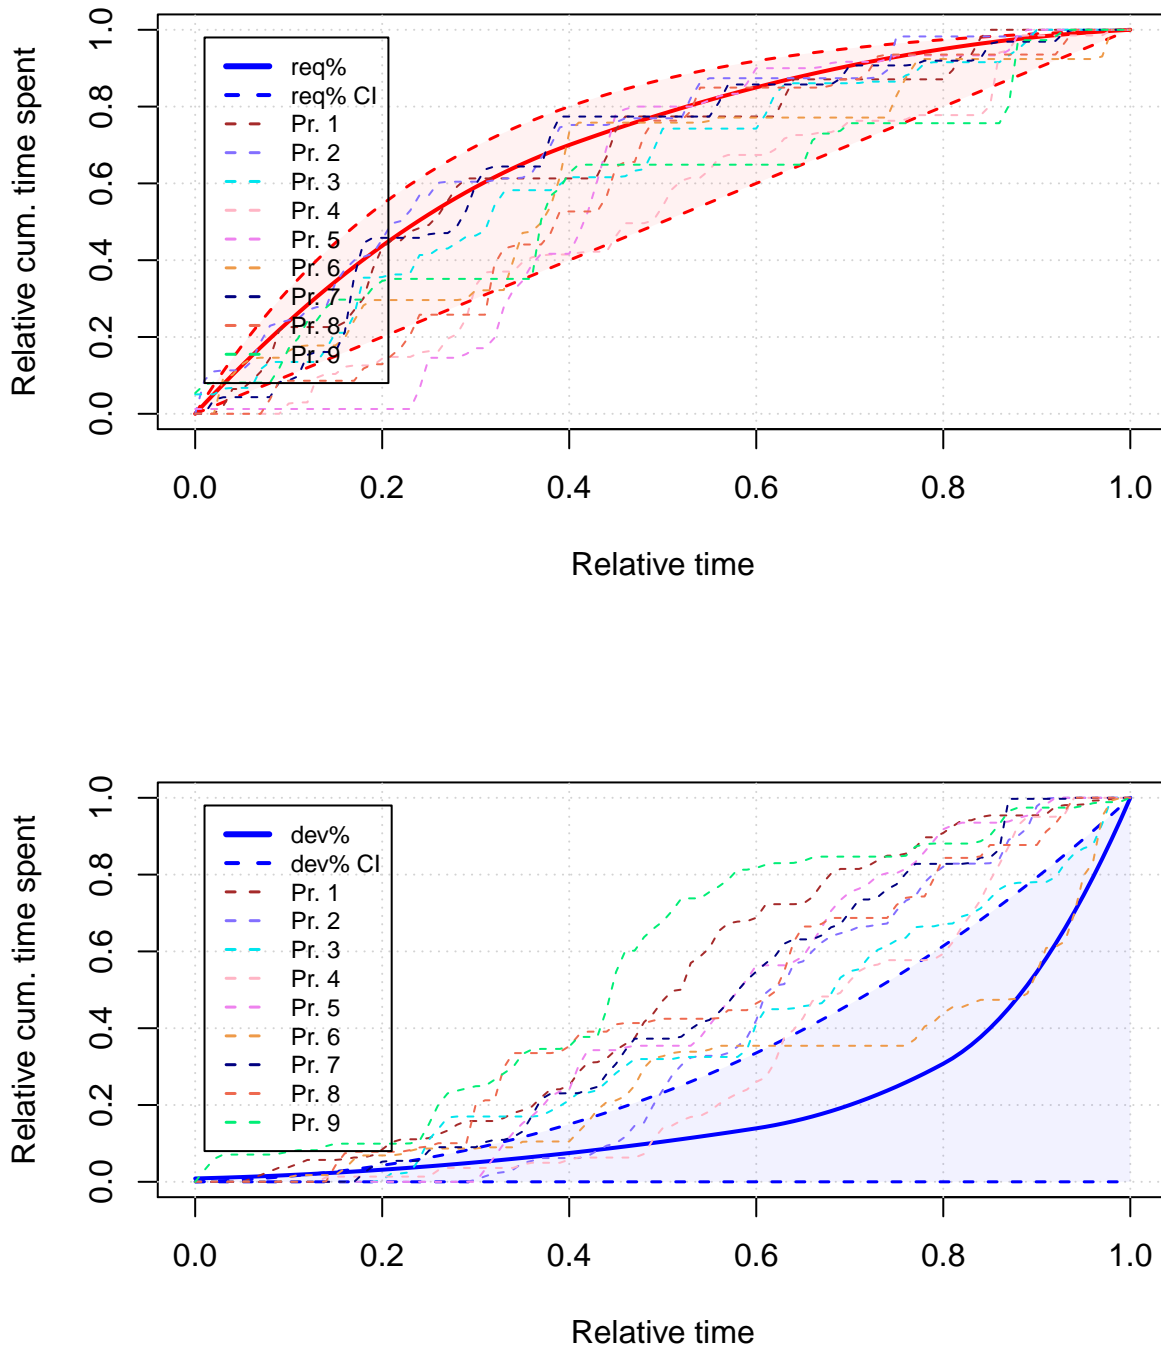 Relative cum. time spent
1.0
0.8
0.6
0.4
0.2
0.0
req%
req% CI
Pr. 1
Pr. 2
Pr. 3
Pr. 4
Pr. 5
Pr. 6
Pr. 7
Pr. 8
Pr. 9
0.0 0.2 0.4 0.6 0.8 1.0
Relative time
Relative cum. time spent
1.0
0.8
0.6
0.4
0.2
0.0
dev%
dev% CI
Pr. 1
Pr. 2
Pr. 3
Pr. 4
Pr. 5
Pr. 6
Pr. 7
Pr. 8
Pr. 9
0.0 0.2 0.4 0.6 0.8 1.0
Relative time